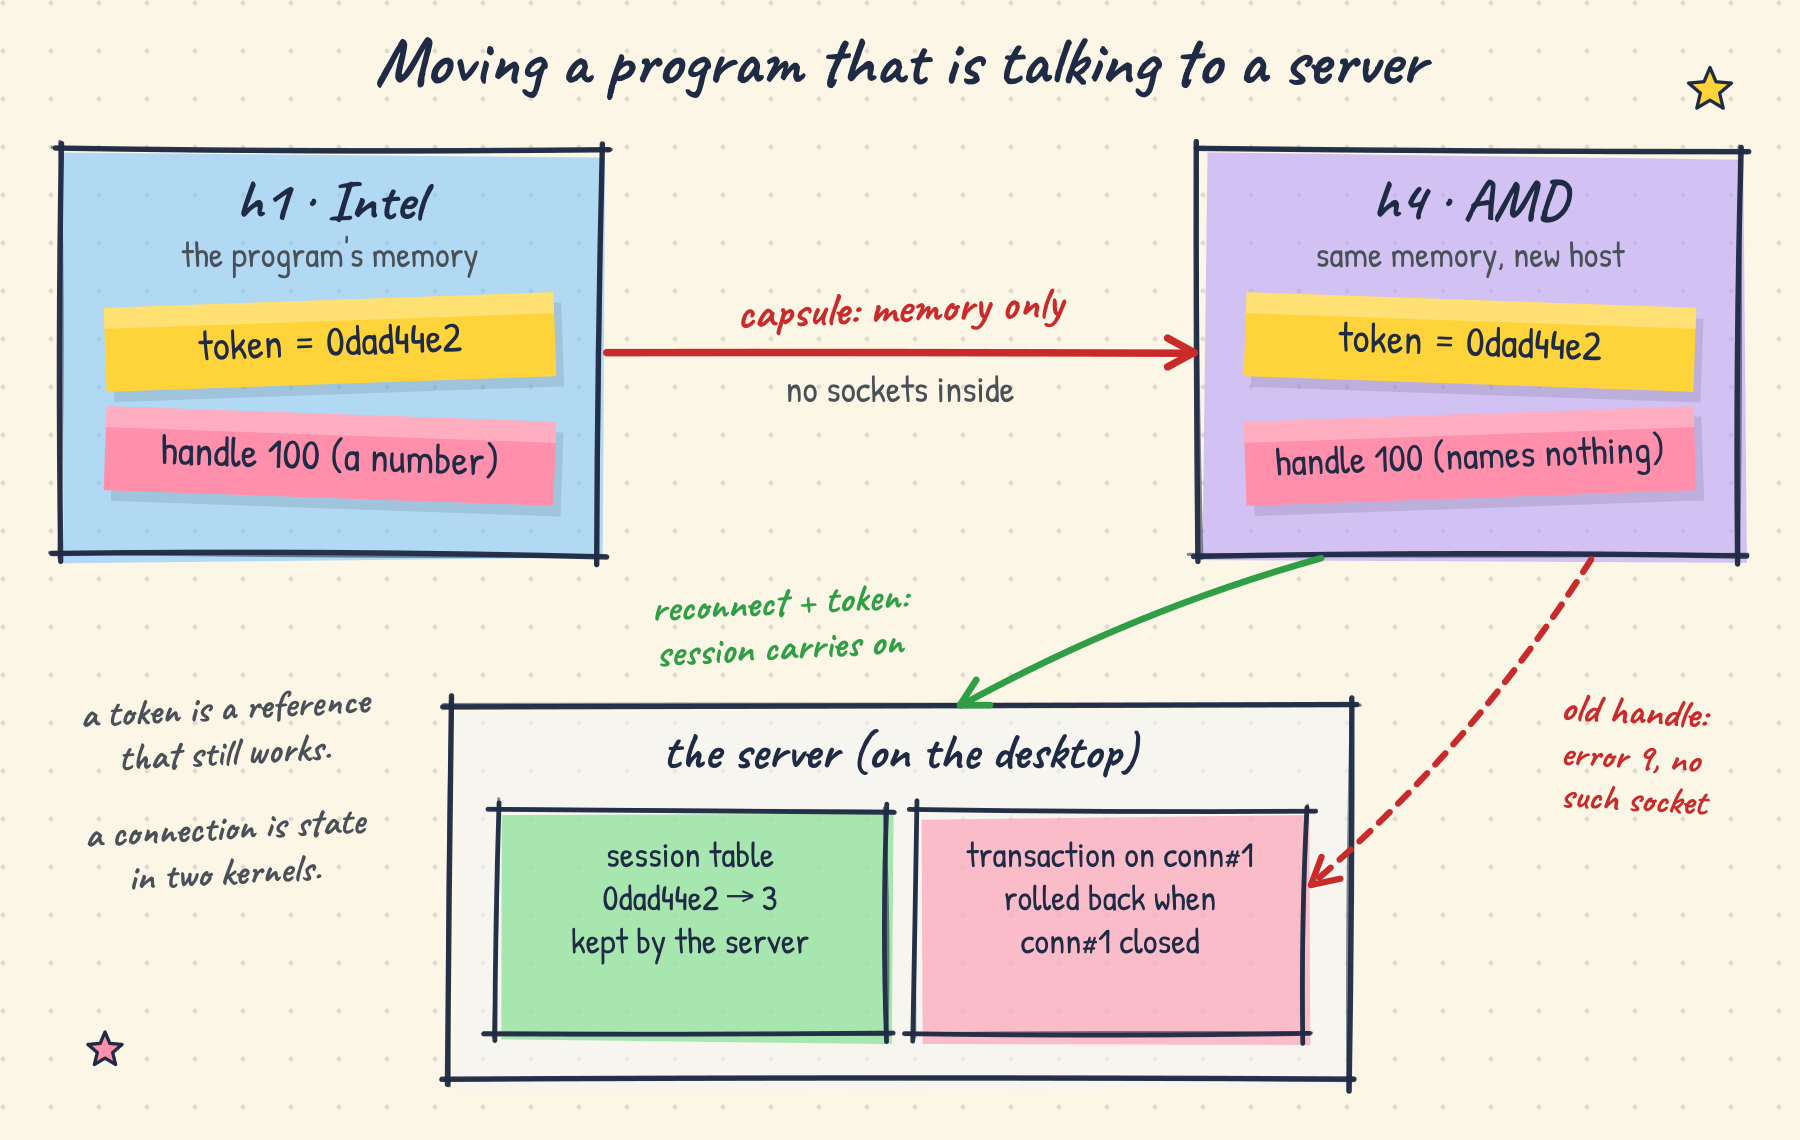 Moving a program that is talking to a server
h1 · Intel
the program's memory
token = 0dad44e2
handle 100 (a number)
capsule: memory only
no sockets inside
h4 · AMD
same memory, new host
token = 0dad44e2
handle 100 (names nothing)
reconnect + token:
session carries on
a token is a reference
that still works.
a connection is state
in two kernels.
the server (on the desktop)
session table
0dad44e2 → 3
kept by the server
transaction on conn#1
rolled back when
conn#1 closed
old handle:
error 9, no
such socket